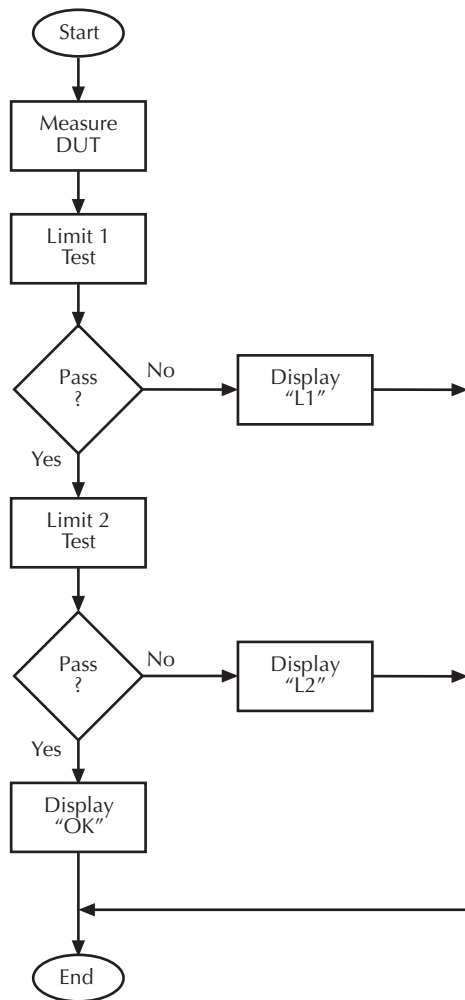 Start
Measure
DUT
Limit 1
Test
Pass
?
No
Display
“L1”
Yes
Limit 2
Test
Pass
?
No
Display
“L2”
Yes
Display
“OK”
End